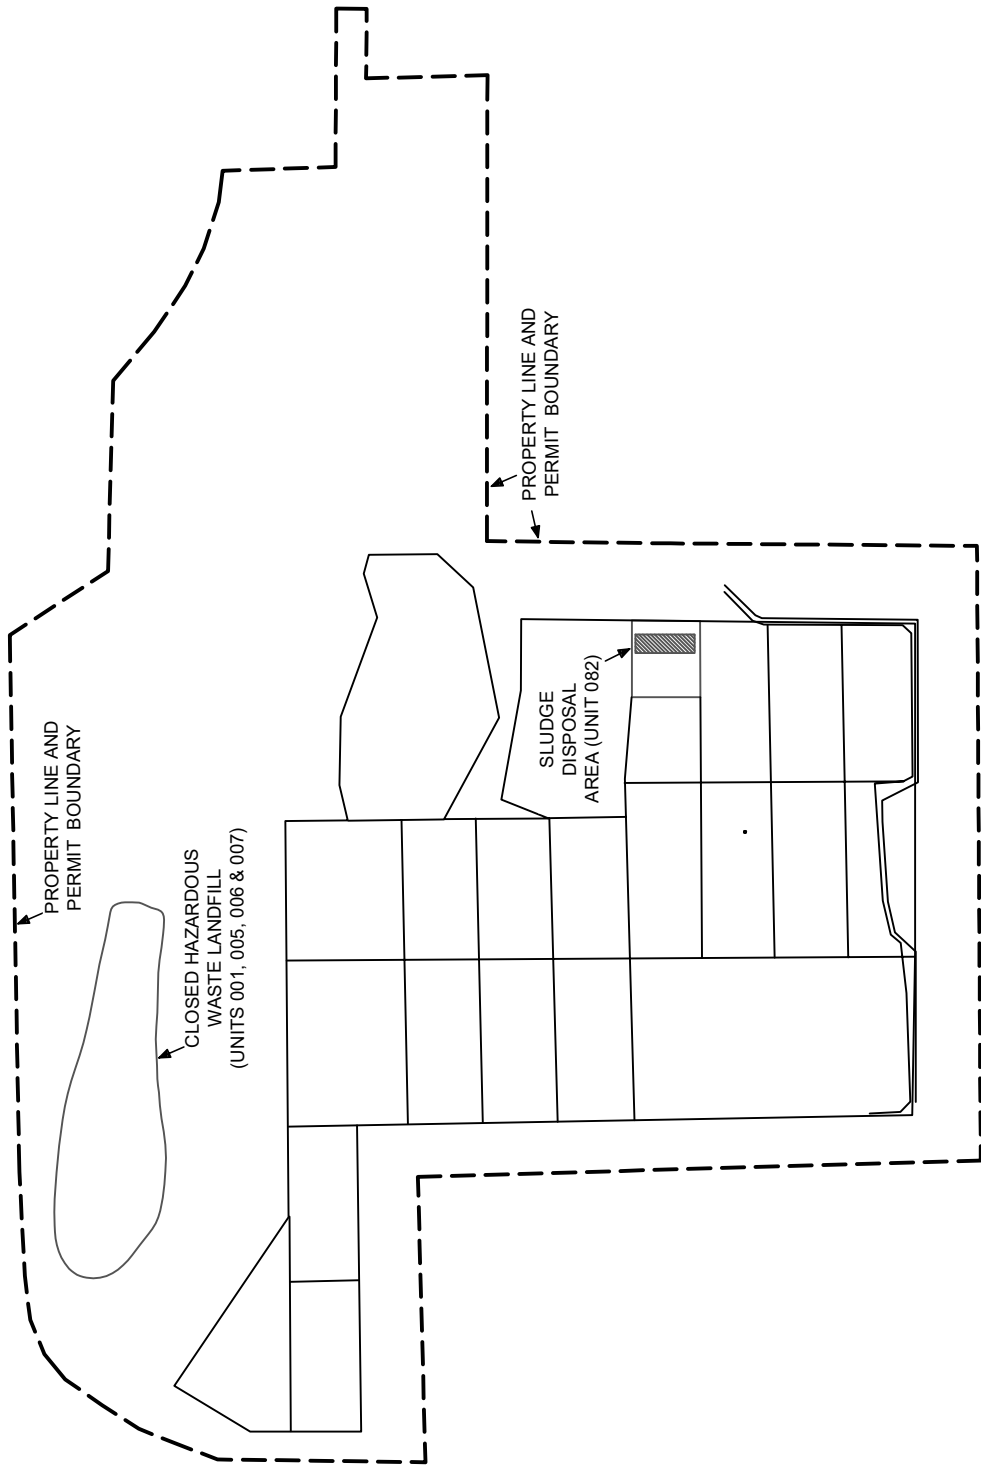 PROPERTY LINE AND
PERMIT BOUNDARY
CLOSED HAZARDOUS
WASTE LANDFILL
(UNITS 001, 005, 006 & 007)
PROPERTY LINE AND
PERMIT BOUNDARY
SLUDGE
DISPOSAL
AREA (UNIT 082)